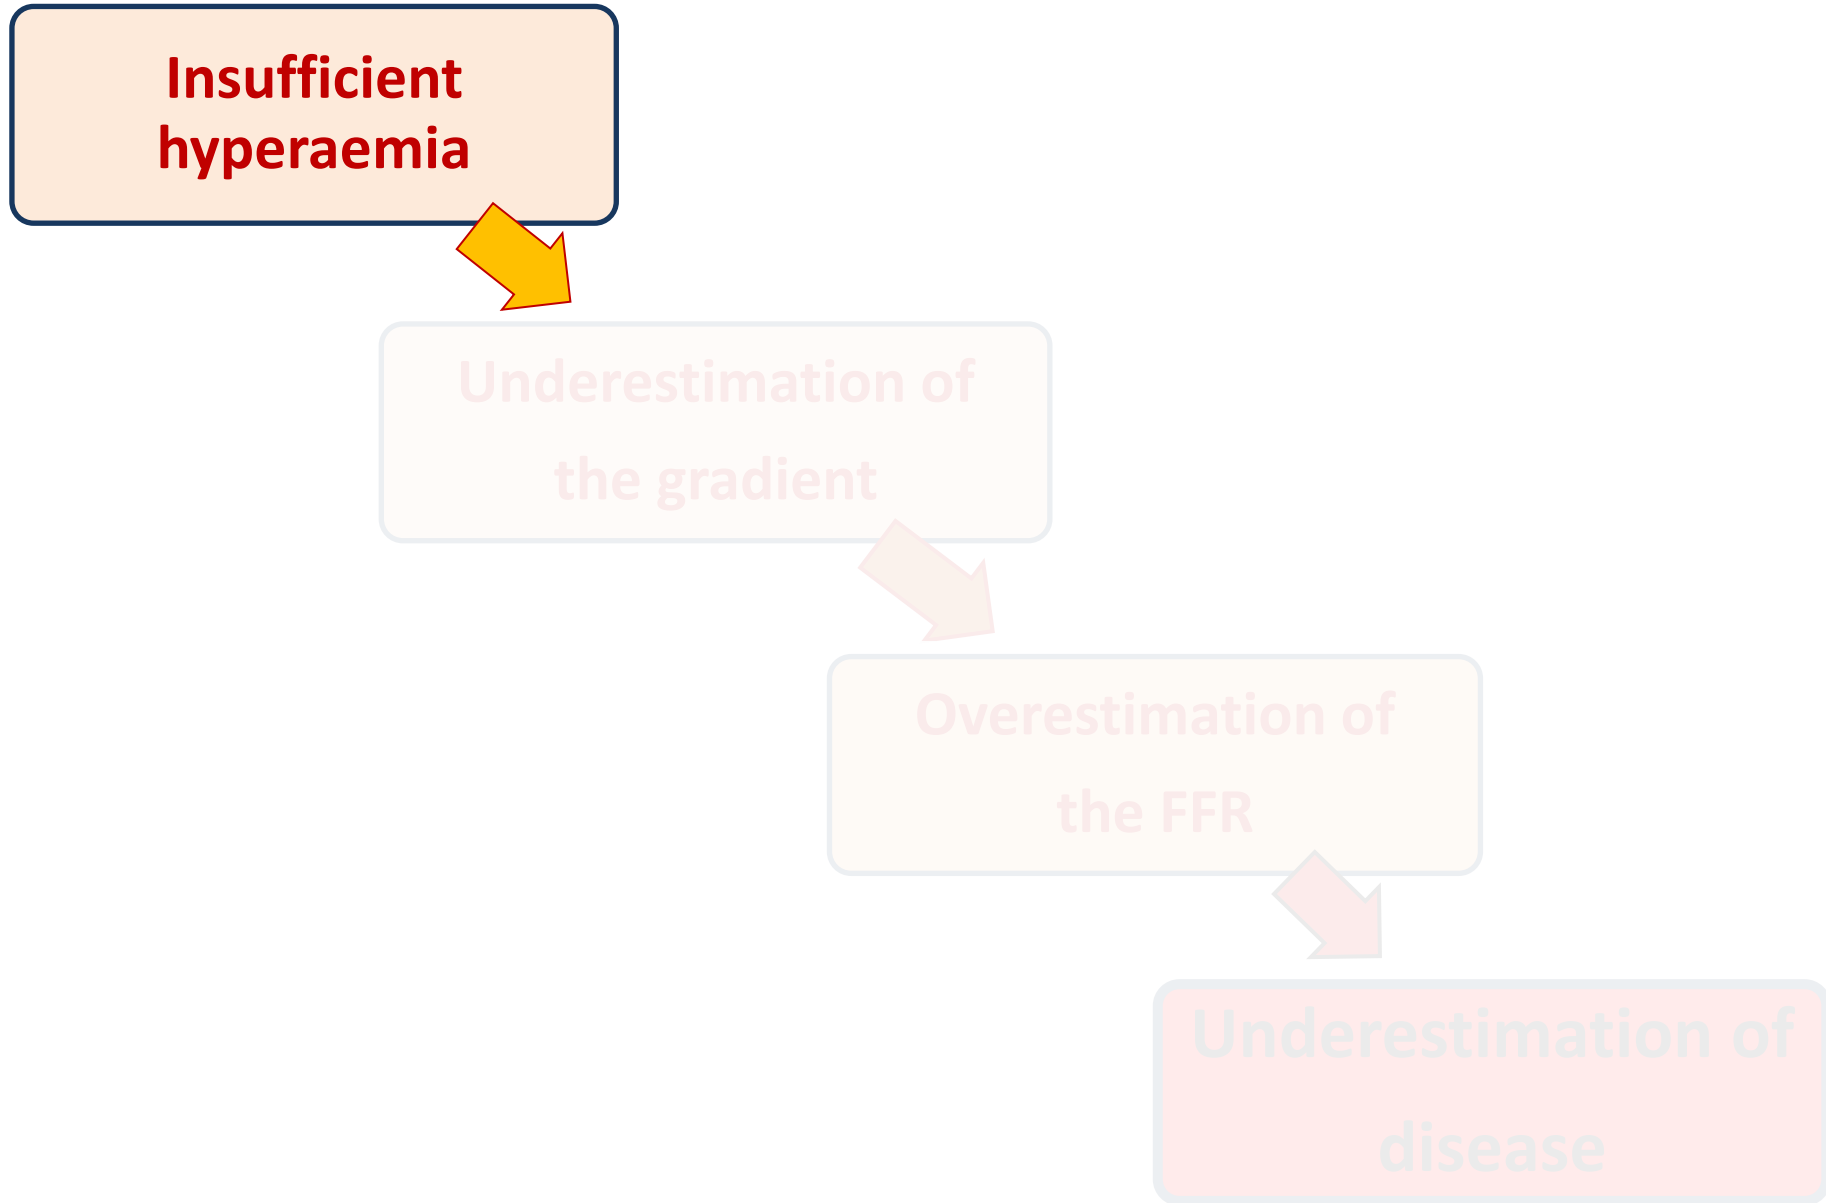 Insufficient
hyperaemia
Underestimation of
the gradient
Overestimation of
the FFR
Underestimation of
disease